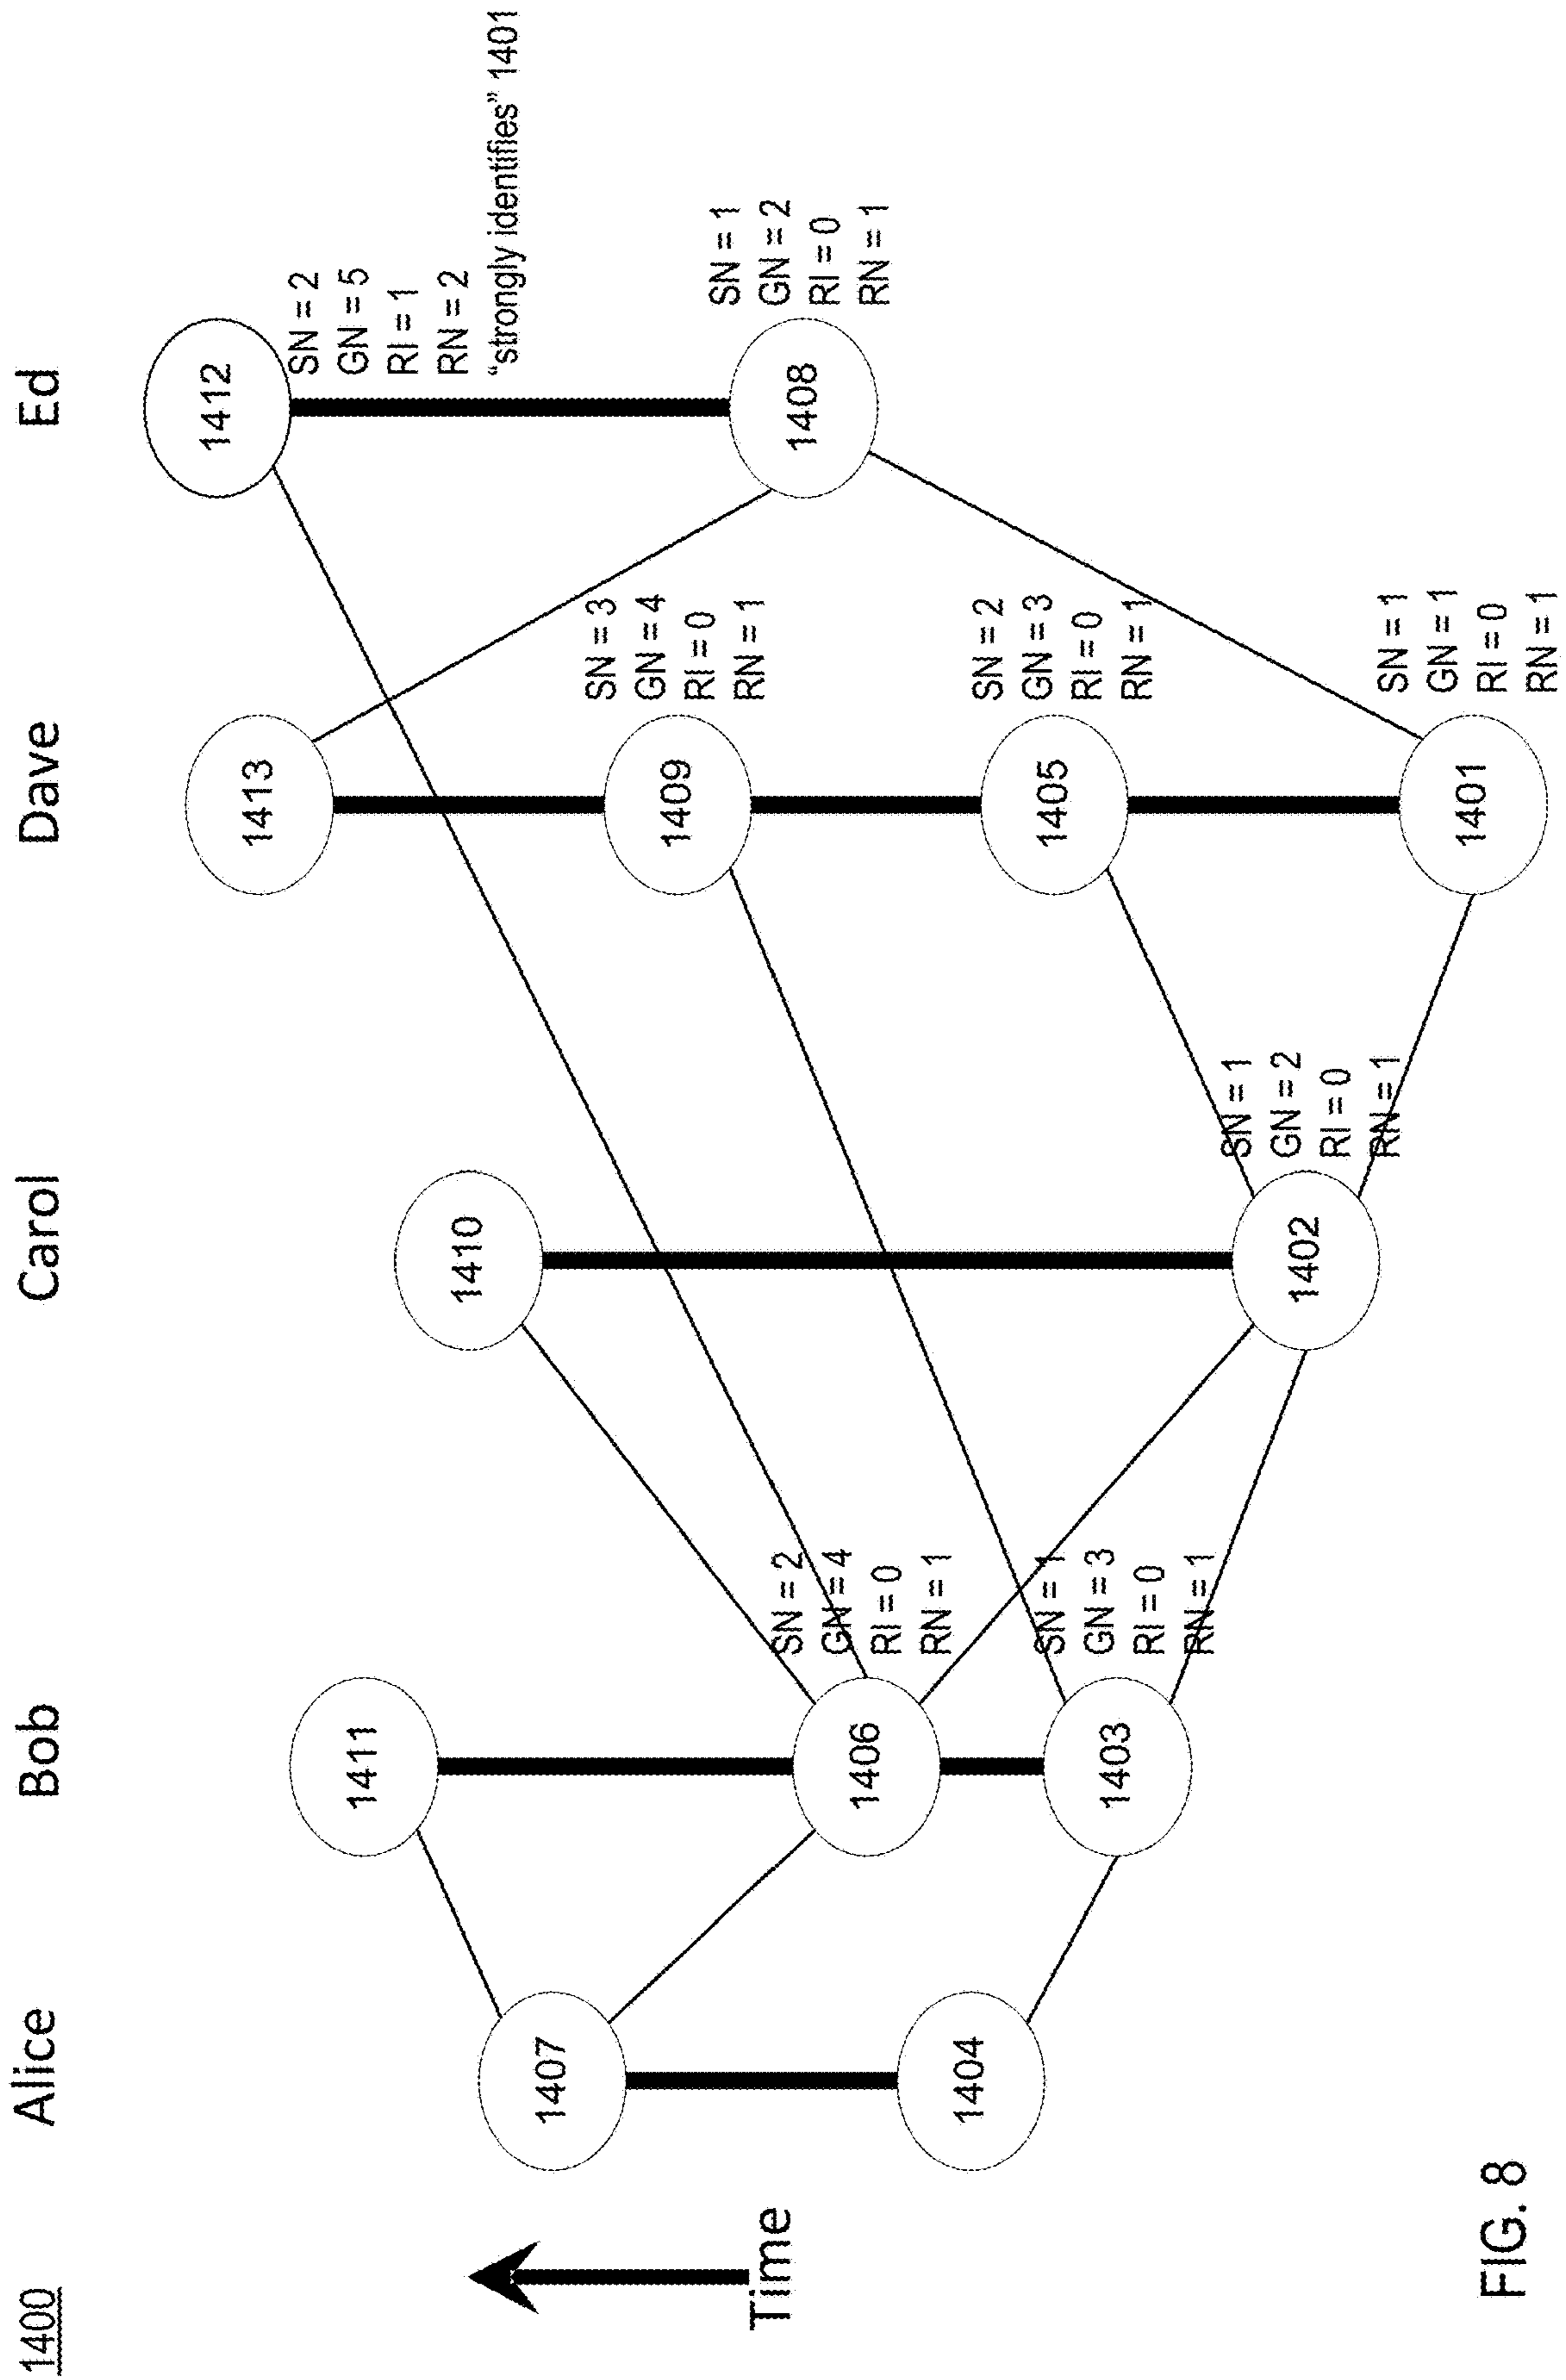 1400
Alice
Bob
Carol
Dave
Ed
Time
1407
1404
1411
1406
SN = 2
GN = 4
RI = 0
RN = 1
1403
SN = 1
GN = 3
RI = 0
RN = 1
1410
1402
SN = 1
GN = 2
RI = 0
RN = 1
1413
1409
SN = 3
GN = 4
RI = 0
RN = 1
1405
SN = 2
GN = 3
RI = 0
RN = 1
1401
SN = 1
GN = 1
RI = 0
RN = 1
1412
SN = 2
GN = 5
RI = 1
RN = 2
“strongly identifies” 1401
1408
SN = 1
GN = 2
RI = 0
RN = 1
FIG. 8